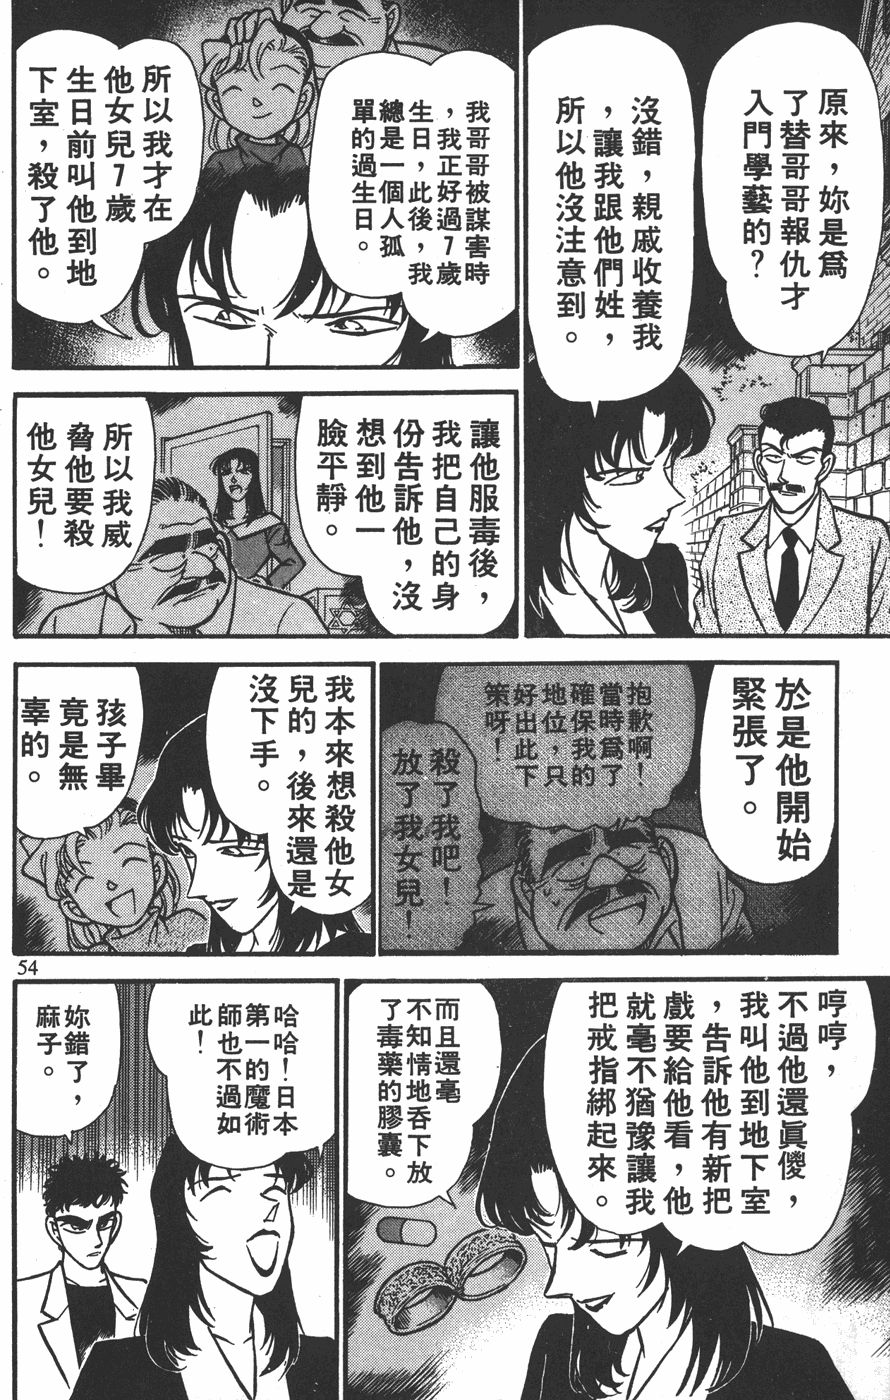 原來，妳是為
了替哥哥報仇才
入門學藝的？
沒錯，親戚收養我
，讓我跟他們姓，
所以他沒注意到。
我哥哥被謀害時
，我正好過７歲
生日，此後，我
總是一個人孤
單的過生日。
所以我才在
他女兒７歲
生日前叫他到地
下室，殺了他。
讓他服毒後，
我把自己的身
份告訴他，沒
想到他一
臉平靜。
所以我威
脅他要殺
他女兒！
於是他開始
緊張了。
抱歉啊！
當時為了
確保我的
地位，只
好出此下
策呀！
殺了我吧！
放了我女兒！
我本來想殺他女
兒的，後來還是
沒下手。
孩子畢
竟是無
辜的。
54
哼哼，
不過他還真傻，
我叫他到地下室
，告訴他有新把
戲要給他看，他
就毫不猶豫讓我
把戒指綁起來。
而且還毫
不知情地吞下放
了毒藥的膠囊。
哈哈！日本
第一的魔術
師也不過如
此！
妳錯了，
麻子。